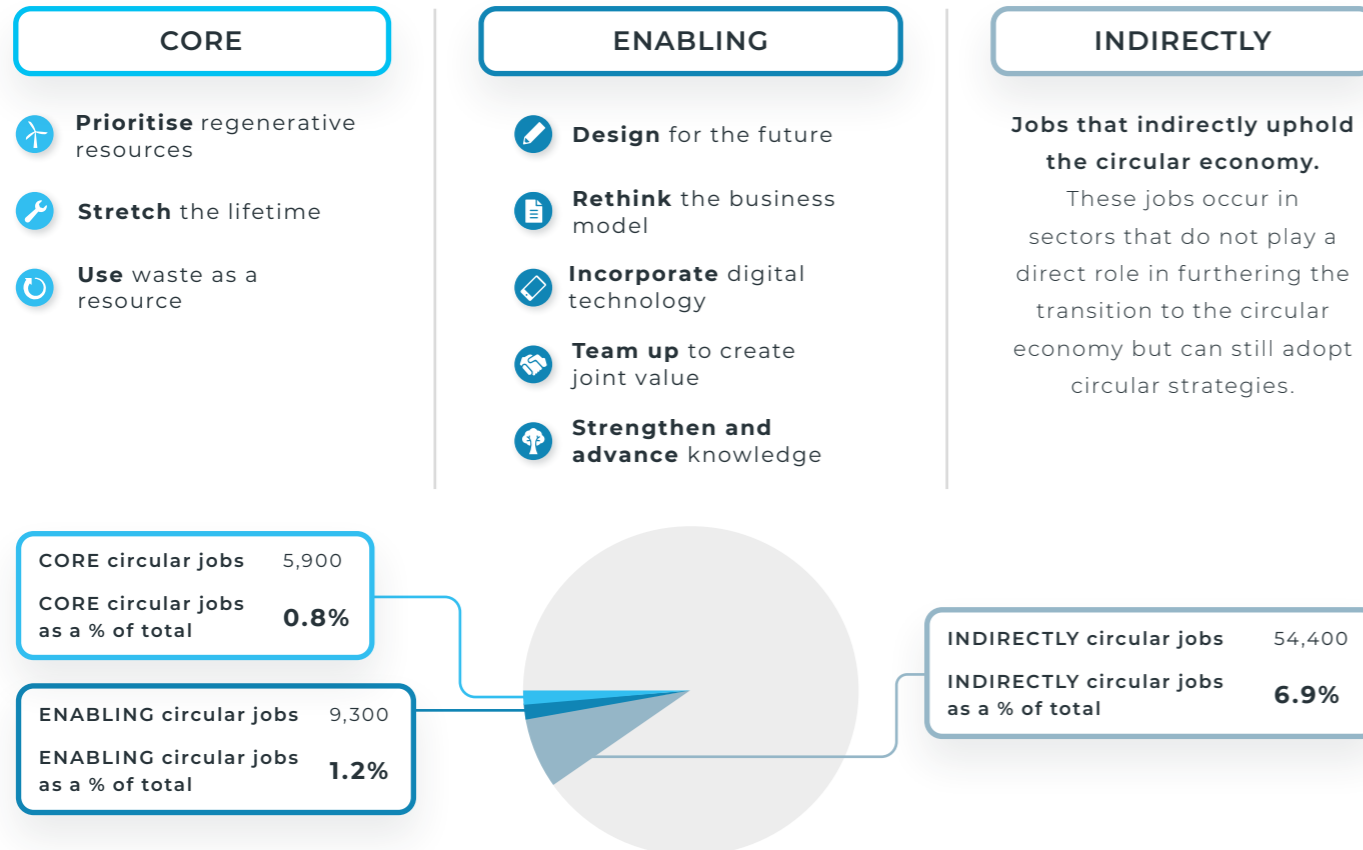 CORE
Prioritise regenerative
resources
Stretch the lifetime
Use waste as a
resource
ENABLING
Design for the future
Rethink the business
model
Incorporate digital
technology
Team up to create
joint value
Strengthen and
advance knowledge
INDIRECTLY
Jobs that indirectly uphold
the circular economy.
These jobs occur in
sectors that do not play a
direct role in furthering the
transition to the circular
economy but can still adopt
circular strategies.
CORE circular jobs 5,900
CORE circular jobs
as a % of total 0.8%
ENABLING circular jobs 9,300
ENABLING circular jobs
as a % of total 1.2%
INDIRECTLY circular jobs 54,400
INDIRECTLY circular jobs
as a % of total 6.9%